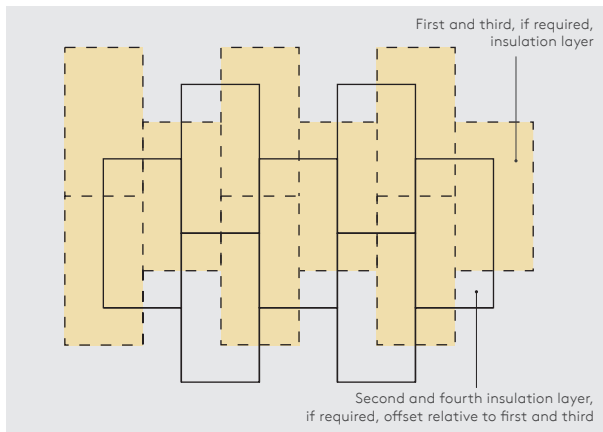 First and third, if required,
insulation layer
Second and fourth insulation layer,
if required, offset relative to first and third